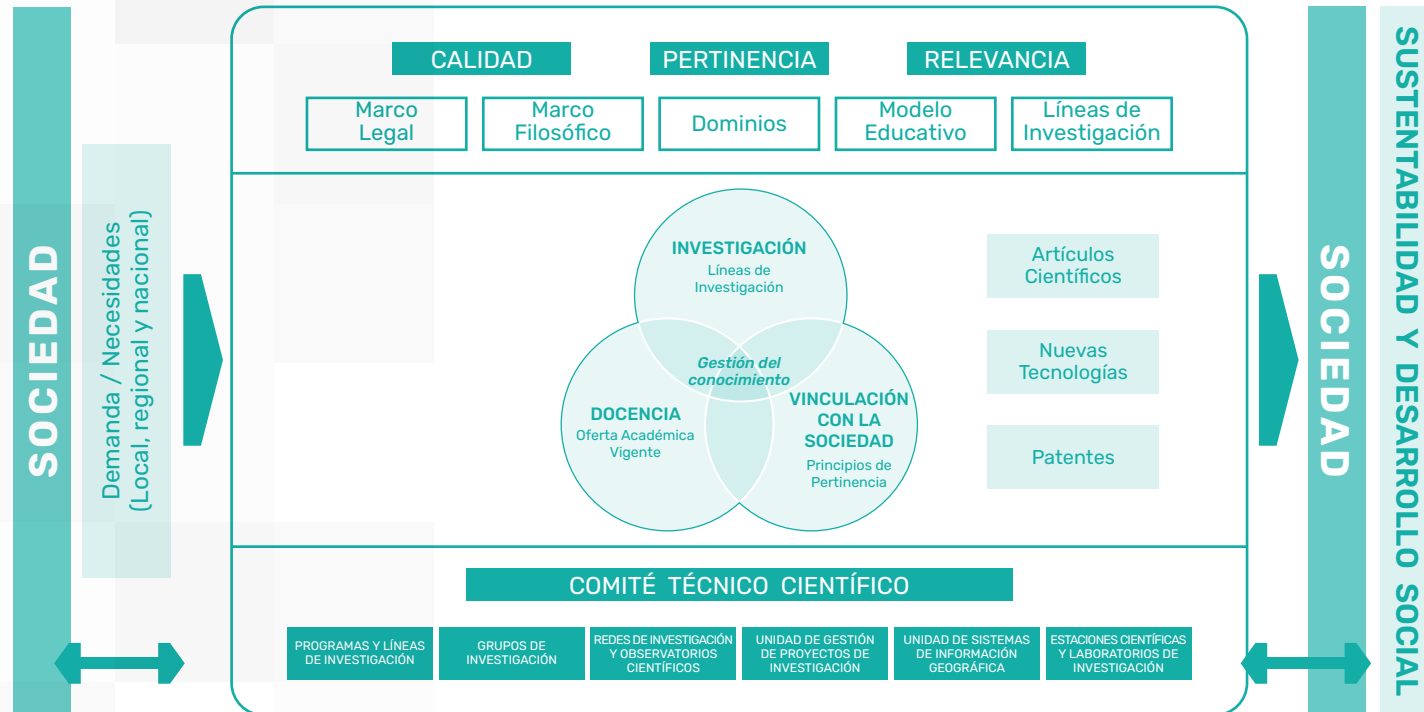 SOCIEDAD
Demanda / Necesidades
(Local, regional y nacional)
CALIDAD
PERTINENCIA
RELEVANCIA
Marco
Legal
Marco
Filosófico
Dominios
Modelo
Educativo
Líneas de
Investigación
INVESTIGACIÓN
Líneas de
Investigación
Gestión del
conocimiento
DOCENCIA
Oferta Académica
Vigente
VINCULACIÓN
CON LA
SOCIEDAD
Principios de
Pertinencia
Artículos
Científicos
Nuevas
Tecnologías
Patentes
COMITÉ TÉCNICO CIENTÍFICO
PROGRAMAS Y LÍNEAS
DE INVESTIGACIÓN
GRUPOS DE
INVESTIGACIÓN
REDES DE INVESTIGACIÓN
Y OBSERVATORIOS
CIENTÍFICOS
UNIDAD DE GESTIÓN
DE PROYECTOS DE
INVESTIGACIÓN
UNIDAD DE SISTEMAS
DE INFORMACIÓN
GEOGRÁFICA
ESTACIONES CIENTÍFICAS
Y LABORATORIOS DE
INVESTIGACIÓN
SOCIEDAD
SUSTENTABILIDAD Y DESARROLLO SOCIAL